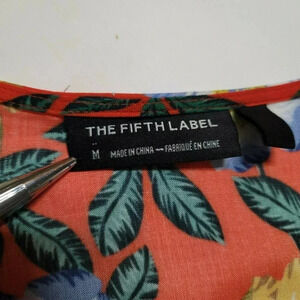 THE FIFTH LABEL
M MADE IN CHINA — FABRIQUÉ EN CHINE